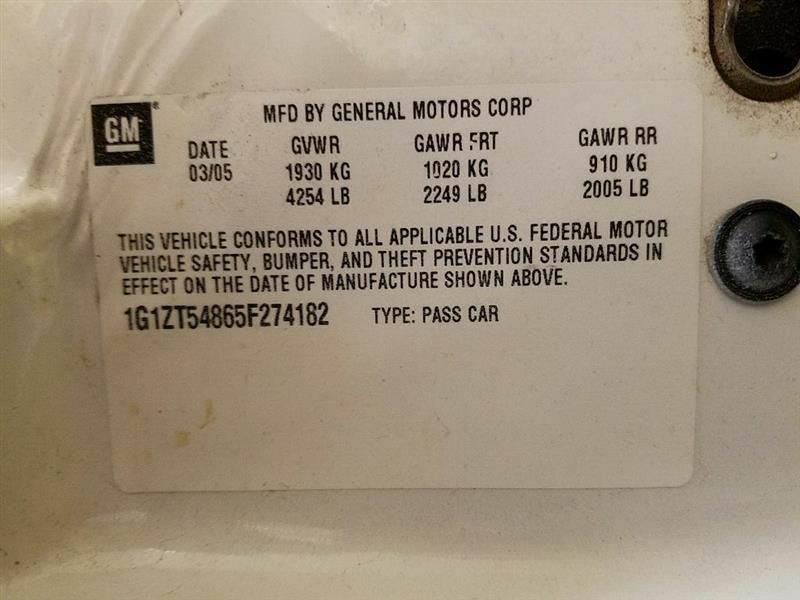 GM®
MFD BY GENERAL MOTORS CORP
DATE GVWR GAWR FRT GAWR RR
03/05 1930 KG 1020 KG 910 KG
4254 LB 2249 LB 2005 LB
THIS VEHICLE CONFORMS TO ALL APPLICABLE U.S. FEDERAL MOTOR
VEHICLE SAFETY, BUMPER, AND THEFT PREVENTION STANDARDS IN
EFFECT ON THE DATE OF MANUFACTURE SHOWN ABOVE.
1G1ZT54865F274182 TYPE: PASS CAR